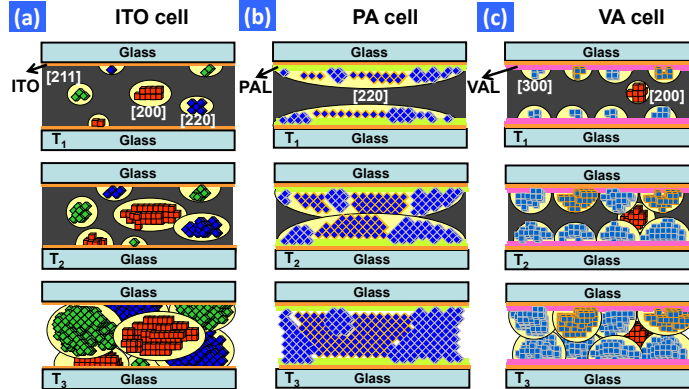 (a) ITO cell
Glass
ITO
[211]
[200]
[220]
T1
Glass
Glass
T2
Glass
Glass
T3
Glass
(b) PA cell
Glass
PAL
[220]
T1
Glass
Glass
T2
Glass
Glass
T3
Glass
(c) VA cell
Glass
VAL
[300]
[200]
T1
Glass
Glass
T2
Glass
Glass
T3
Glass